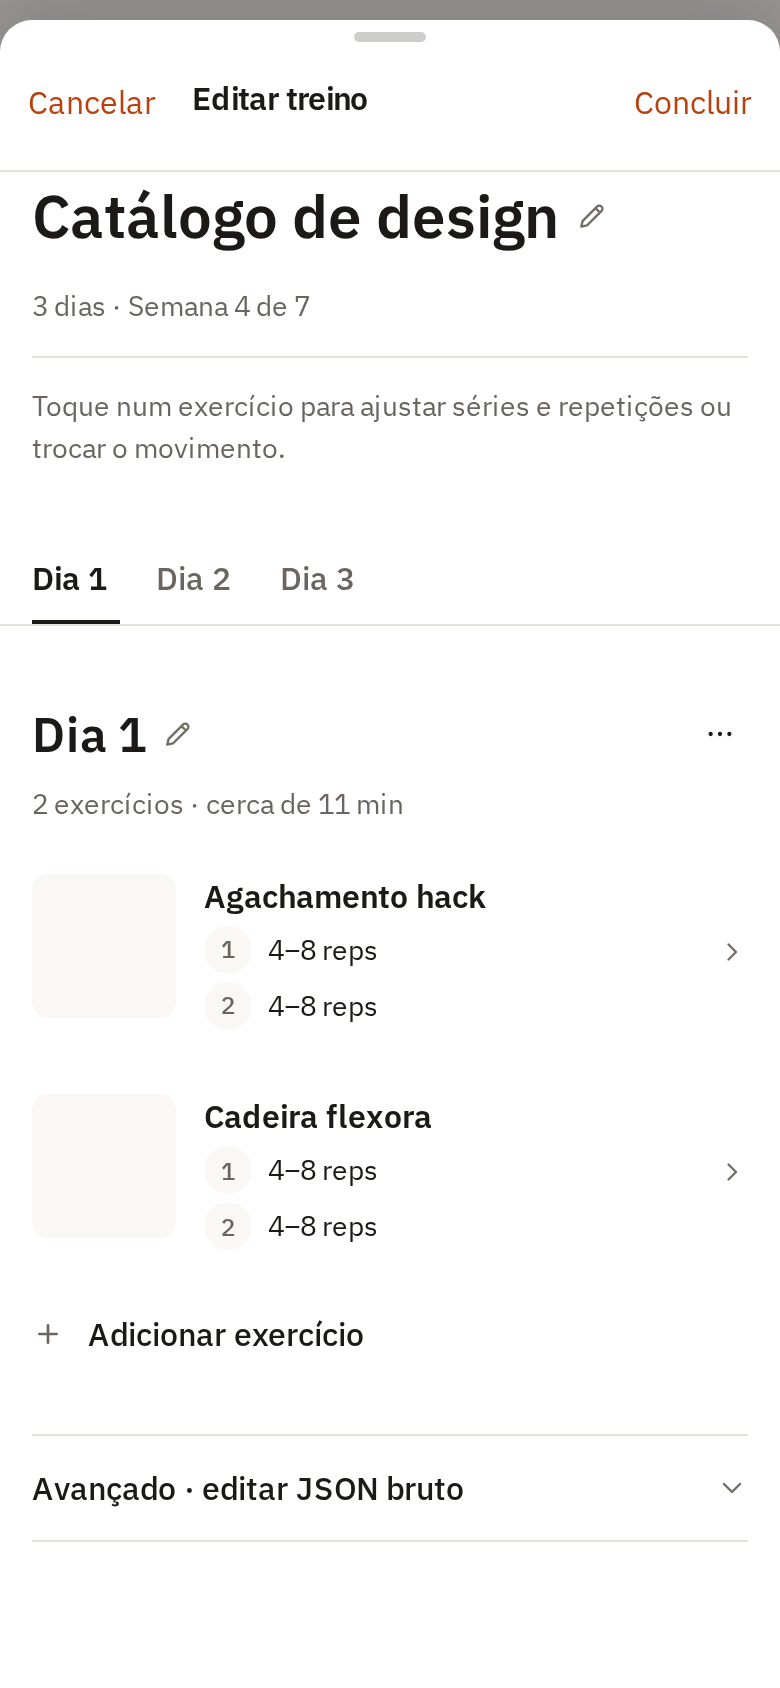 Cancelar
Editar treino
Concluir
Catálogo de design
3 dias · Semana 4 de 7
Toque num exercício para ajustar séries e repetições ou
trocar o movimento.
Dia 1
Dia 2
Dia 3
Dia 1
...
2 exercícios · cerca de 11 min
Agachamento hack
1 4–8 reps
2 4–8 reps
Cadeira flexora
1 4–8 reps
2 4–8 reps
+ Adicionar exercício
Avançado · editar JSON bruto